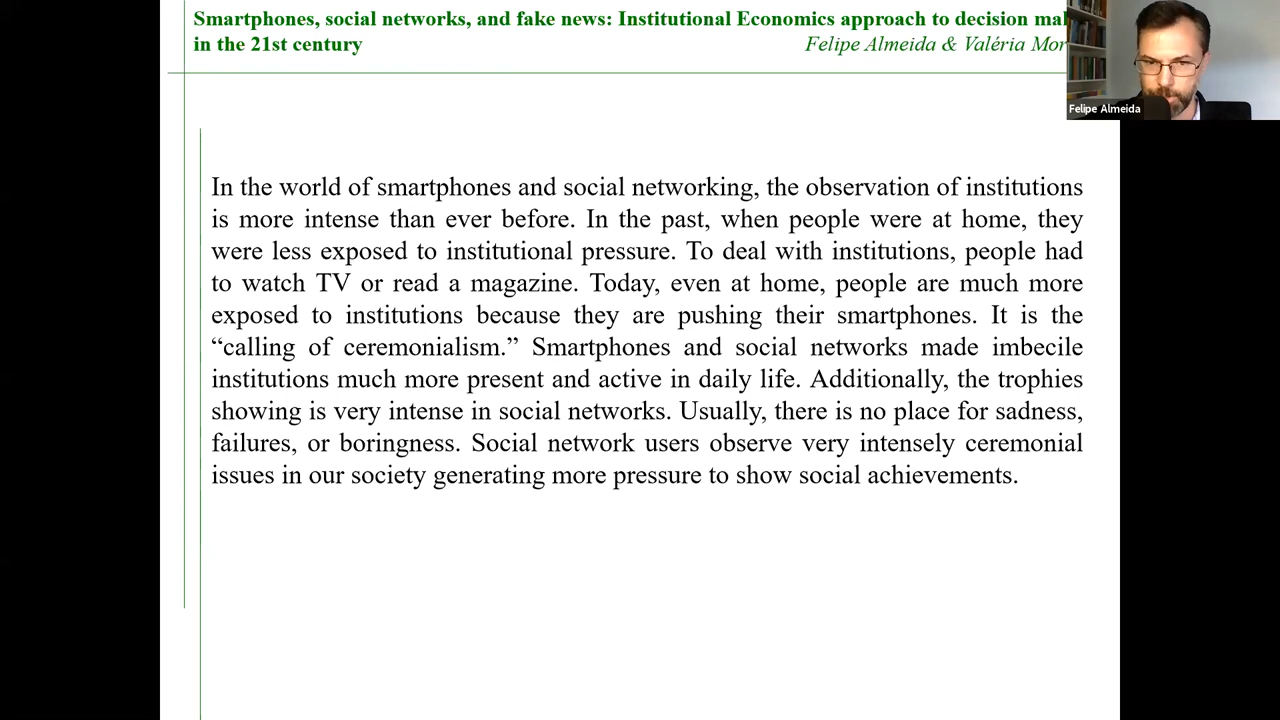 Smartphones, social networks, and fake news: Institutional Economics approach to decision
in the 21st century
Felipe Almeida & Valéria
Felipe Almeida
In the world of smartphones and social networking, the observation of institutions
is more intense than ever before. In the past, when people were at home, they
were less exposed to institutional pressure. To deal with institutions, people had
to watch TV or read a magazine. Today, even at home, people are much more
exposed to institutions because they are pushing their smartphones. It is the
“calling of ceremonialism.” Smartphones and social networks made imbecile
institutions much more present and active in daily life. Additionally, the trophies
showing is very intense in social networks. Usually, there is no place for sadness,
failures, or boringness. Social network users observe very intensely ceremonial
issues in our society generating more pressure to show social achievements.